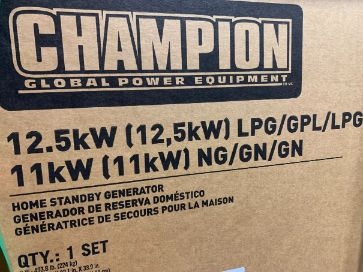 CHAMPION
GLOBAL POWER EQUIPMENT
12.5kW (12,5kW) LPG/GPL/LPG
11kW (11kW) NG/GN/GN
HOME STANDBY GENERATOR
GENERADOR DE RESERVA DOMÉSTICO
GÉNÉRATRICE DE SECOURS POUR LA MAISON
QTY.: 1 SET